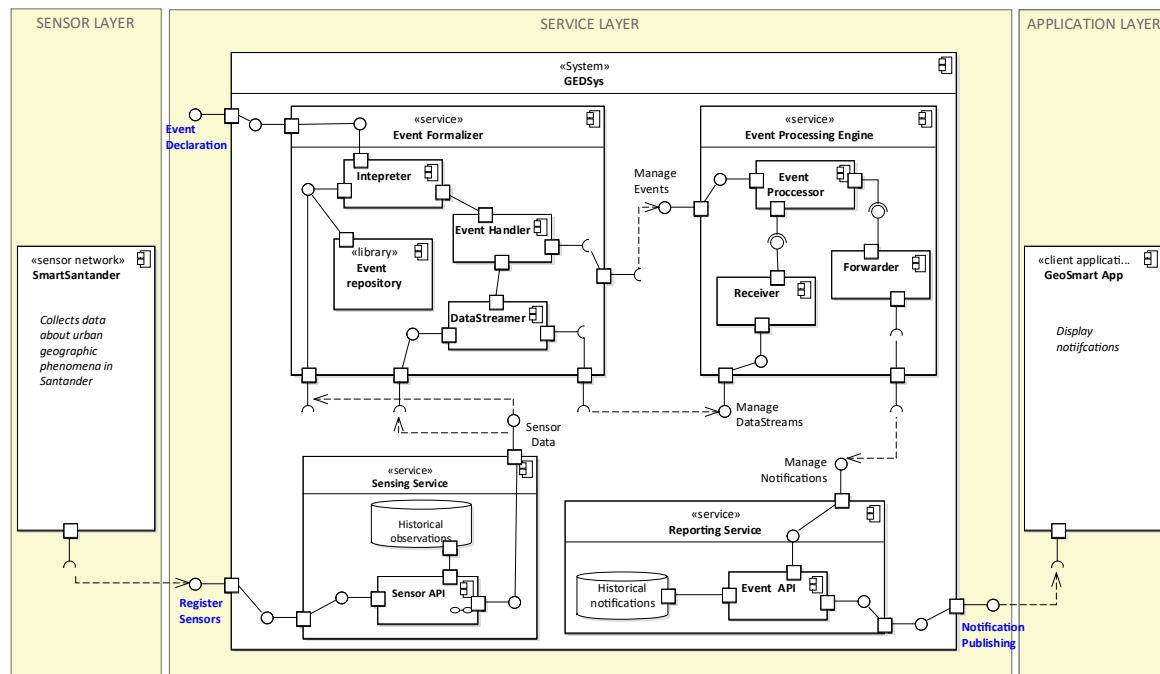 SENSOR LAYER
SERVICE LAYER
APPLICATION LAYER
«System»
GEDSys
Event
Declaration
«service»
Event Formalizer
Intepreter
Event Handler
«library»
Event
repository
DataStreamer
Manage
Events
«service»
Event Processing Engine
Event
Proccessor
Forwarder
Receiver
«sensor network»
SmartSantander
Collects data
about urban
geographic
phenomena in
Santander
«client applicati...
GeoSmart App
Display
notiifcations
Sensor
Data
Manage
DataStreams
Manage
Notifications
«service»
Sensing Service
Historical
observations
Sensor API
«service»
Reporting Service
Historical
notifications
Event API
Register
Sensors
Notification
Publishing